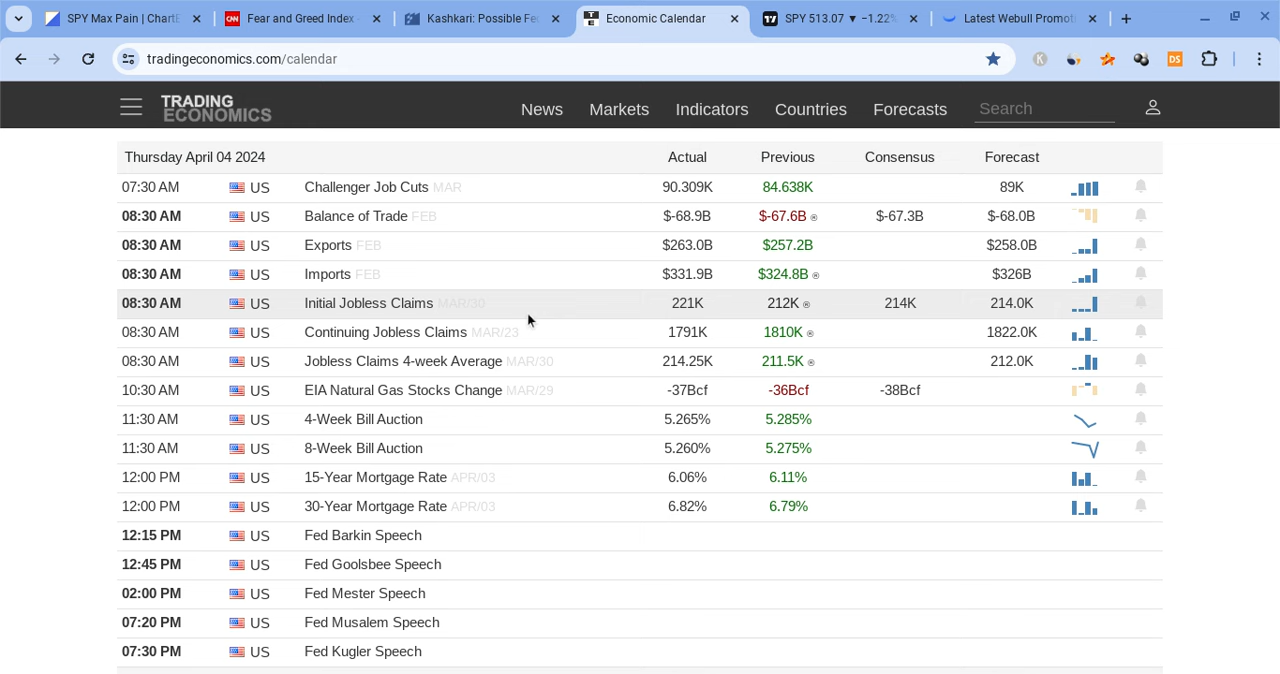 SPY Max Pain | Chart
Fear and Greed Index
Kashkari: Possible Fe
Economic Calendar
SPY 513.07 ▼ −1.22%
Latest Webull Promot
tradingeconomics.com/calendar
K
DS
TRADING ECONOMICS
News Markets Indicators Countries Forecasts Search
Thursday April 04 2024 Actual Previous Consensus Forecast
07:30 AM US Challenger Job Cuts MAR 90.309K 84.638K 89K
08:30 AM US Balance of Trade FEB $-68.9B $-67.6B ® $-67.3B $-68.0B
08:30 AM US Exports FEB $263.0B $257.2B $258.0B
08:30 AM US Imports FEB $331.9B $324.8B ® $326B
08:30 AM US Initial Jobless Claims MAR/30 221K 212K ® 214K 214.0K
08:30 AM US Continuing Jobless Claims MAR/23 1791K 1810K ® 1822.0K
08:30 AM US Jobless Claims 4-week Average MAR/30 214.25K 211.5K ® 212.0K
10:30 AM US EIA Natural Gas Stocks Change MAR/29 -37Bcf -36Bcf -38Bcf
11:30 AM US 4-Week Bill Auction 5.265% 5.285%
11:30 AM US 8-Week Bill Auction 5.260% 5.275%
12:00 PM US 15-Year Mortgage Rate APR/03 6.06% 6.11%
12:00 PM US 30-Year Mortgage Rate APR/03 6.82% 6.79%
12:15 PM US Fed Barkin Speech
12:45 PM US Fed Goolsbee Speech
02:00 PM US Fed Mester Speech
07:20 PM US Fed Musalem Speech
07:30 PM US Fed Kugler Speech